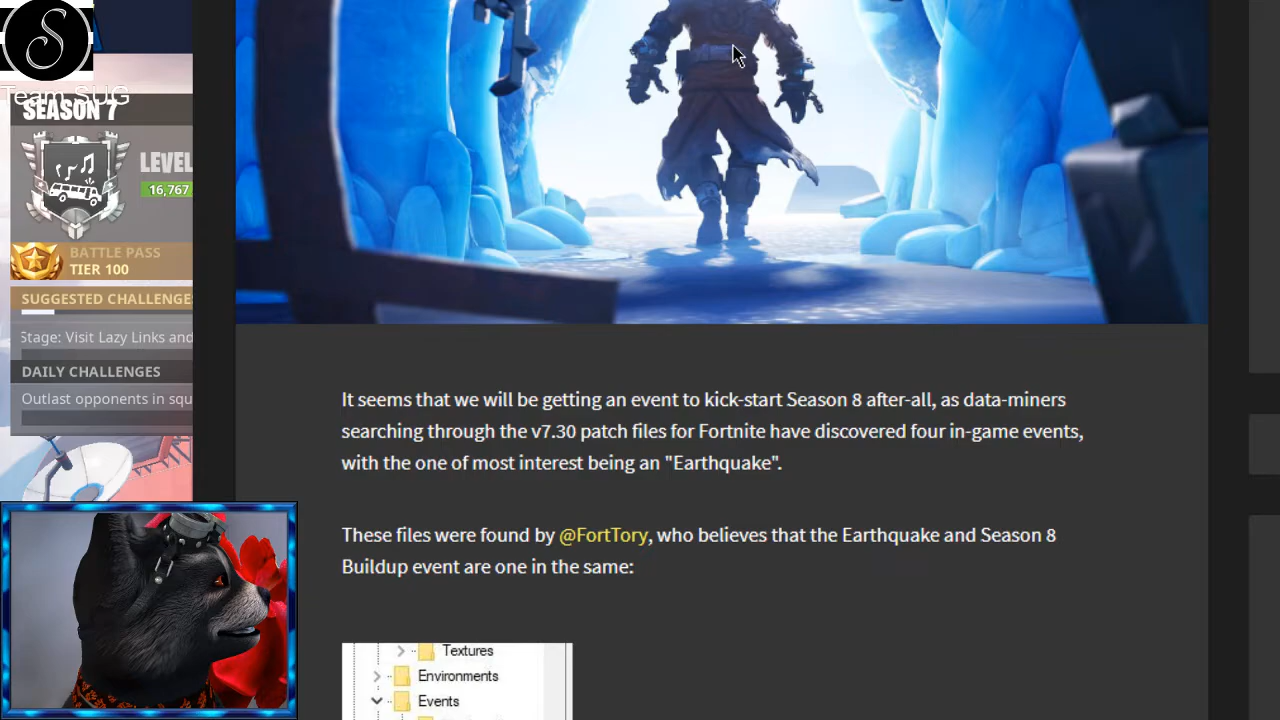 S
Team SUG
SEASON 7
LEVEL
16,767
BATTLE PASS
TIER 100
SUGGESTED CHALLENGE
Stage: Visit Lazy Links and
DAILY CHALLENGES
Outlast opponents in squ
It seems that we will be getting an event to kick-start Season 8 after-all, as data-miners
searching through the v7.30 patch files for Fortnite have discovered four in-game events,
with the one of most interest being an "Earthquake".
These files were found by @FortTory, who believes that the Earthquake and Season 8
Buildup event are one in the same:
Textures
Environments
Events